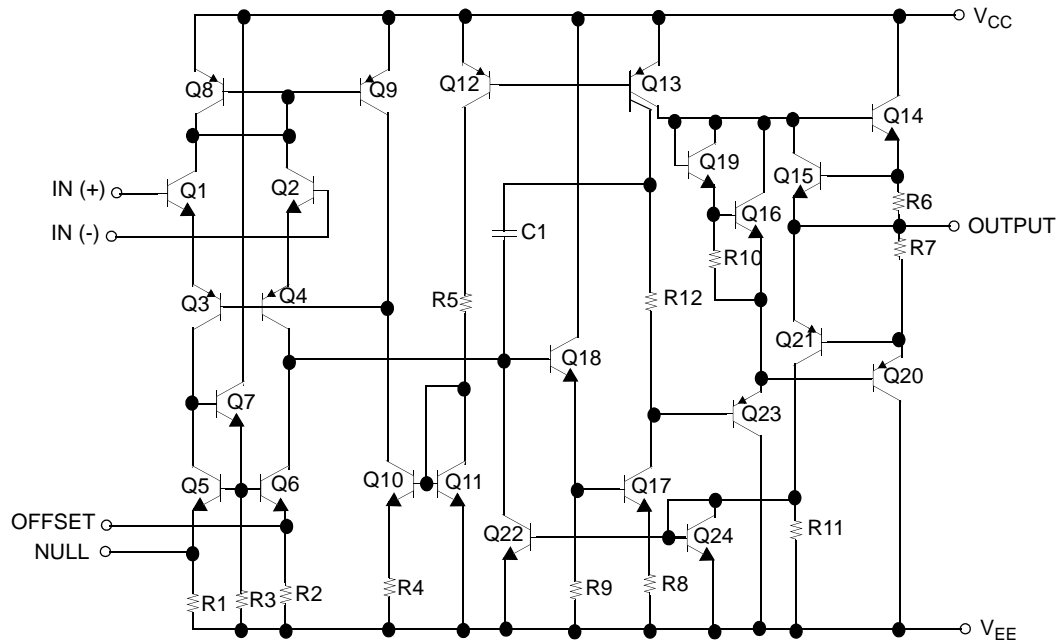 VCC
Q8
Q9
Q12
Q13
Q14
Q19
Q15
IN (+)
Q1
Q2
R6
Q16
IN (-)
C1
OUTPUT
R7
R10
Q3
Q4
R5
R12
Q21
Q18
Q20
Q7
Q23
Q5
Q6
Q10
Q11
Q17
OFFSET
Q22
Q24
R11
NULL
R1
R3
R2
R4
R9
R8
VEE